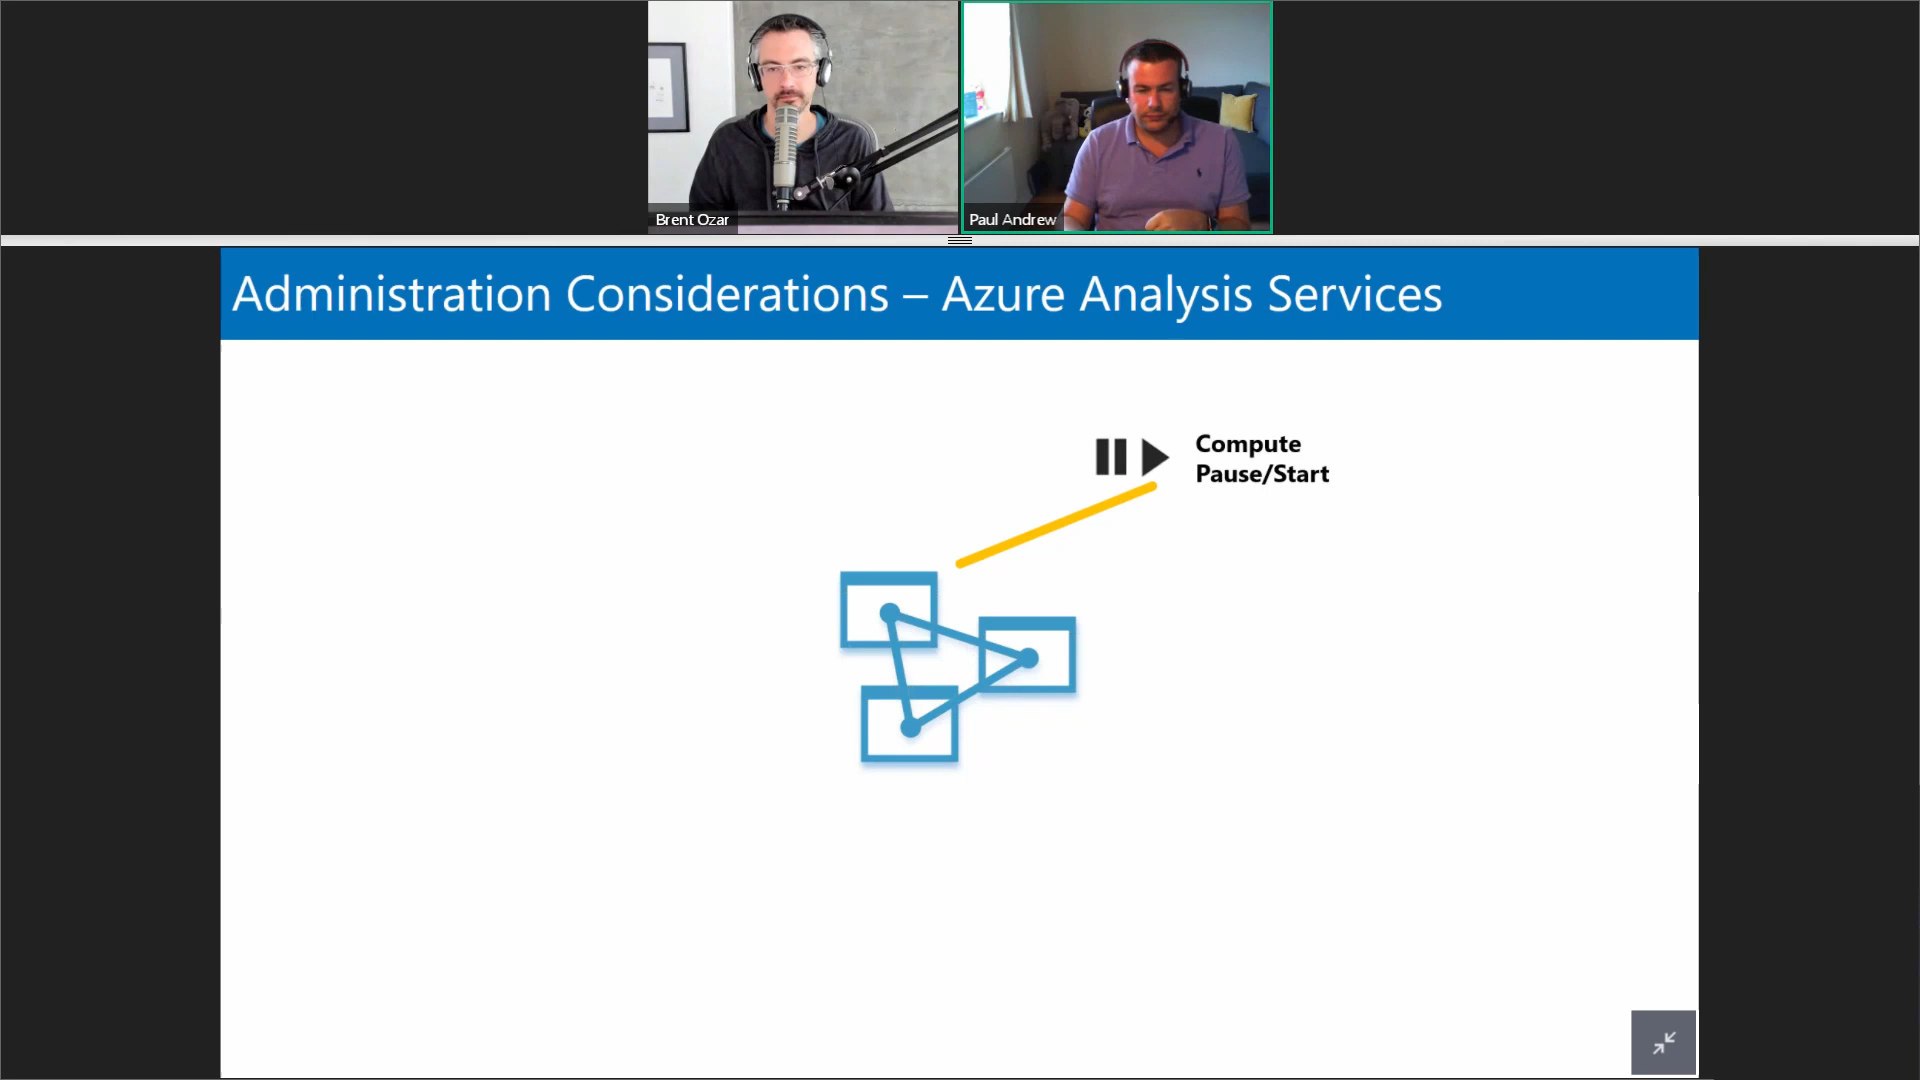 Brent Ozar
Paul Andrew
Administration Considerations – Azure Analysis Services
Compute
Pause/Start